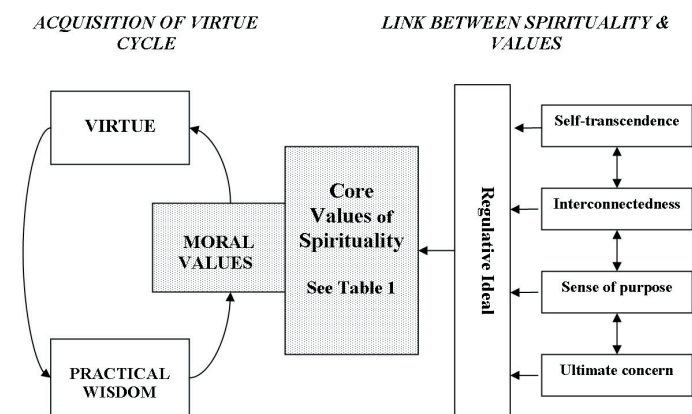 ACQUISITION OF VIRTUE
CYCLE
LINK BETWEEN SPIRITUALITY &
VALUES
VIRTUE
MORAL
VALUES
PRACTICAL
WISDOM
Core
Values of
Spirituality
See Table 1
Regulative Ideal
Self-transcendence
Interconnectedness
Sense of purpose
Ultimate concern